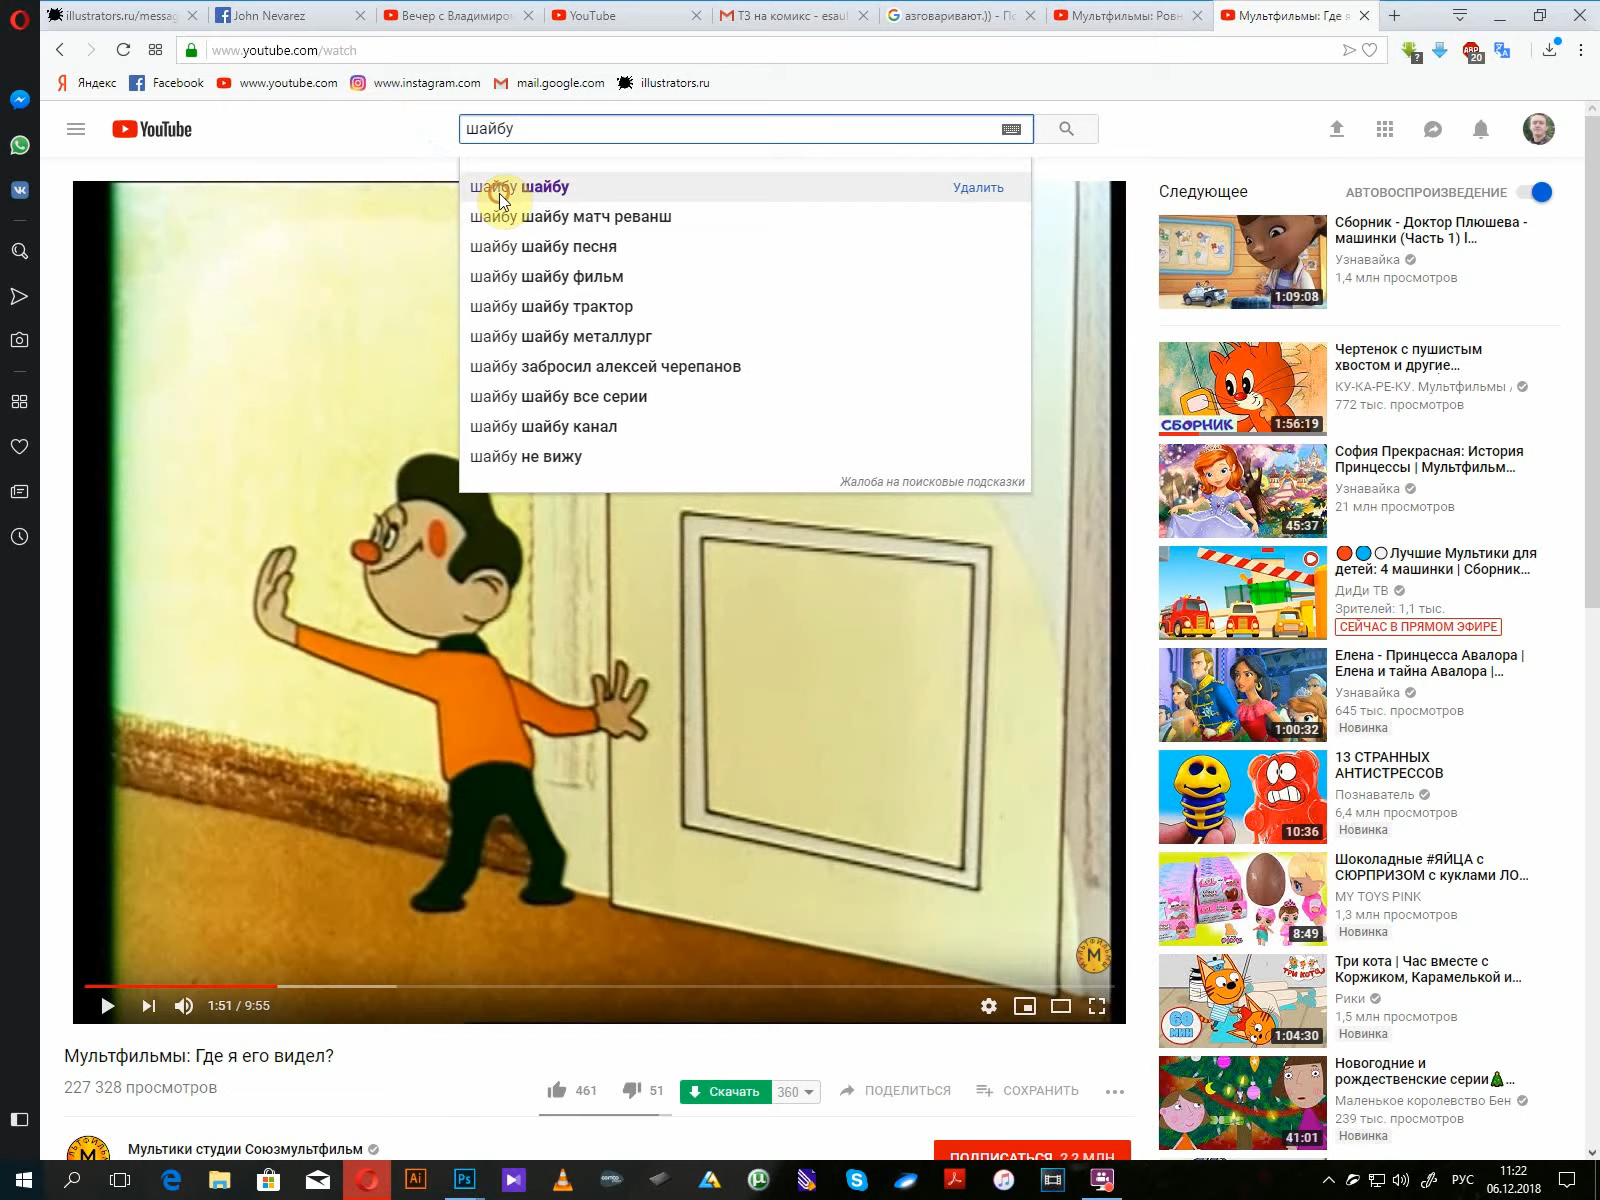 illustrators.ru/messag
John Nevarez
Вечер с Владимиром
YouTube
ТЗ на комикс - esaul
азговаривают.)) - По
Мультфильмы: Ровн
Мультфильмы: Где я
www.youtube.com/watch
?
ABP
20
Яндекс
Facebook
www.youtube.com
www.instagram.com
mail.google.com
illustrators.ru
YouTube
шайбу
шайбу шайбу
Удалить
шайбу шайбу матч реванш
шайбу шайбу песня
шайбу шайбу фильм
шайбу шайбу трактор
шайбу шайбу металлург
шайбу забросил алексей черепанов
шайбу шайбу все серии
шайбу шайбу канал
шайбу не вижу
Жалоба на поисковые подсказки
М
1:51 / 9:55
Мультфильмы: Где я его видел?
227 328 просмотров
461
51
Скачать
360
ПОДЕЛИТЬСЯ
СОХРАНИТЬ
Мультики студии Союзмультфильм
ПОДПИСАТЬСЯ 2,2 МЛН
Следующее
АВТОВОСПРОИЗВЕДЕНИЕ
1:09:08
Сборник - Доктор Плюшева -
машинки (Часть 1) l...
Узнавайка
1,4 млн просмотров
СБОРНИК
1:56:19
Чертенок с пушистым
хвостом и другие...
КУ-КА-РЕ-КУ. Мультфильмы
772 тыс. просмотров
45:37
София Прекрасная: История
Принцессы | Мультфильм...
Узнавайка
21 млн просмотров
Лучшие Мультики для
детей: 4 машинки | Сборник...
ДиДи ТВ
Зрителей: 1,1 тыс.
СЕЙЧАС В ПРЯМОМ ЭФИРЕ
1:00:32
Елена - Принцесса Авалора |
Елена и тайна Авалора |...
Узнавайка
645 тыс. просмотров
Новинка
10:36
13 СТРАННЫХ
АНТИСТРЕССОВ
Познаватель
6,4 млн просмотров
Новинка
8:49
Шоколадные #ЯЙЦА с
СЮРПРИЗОМ с куклами ЛО...
MY TOYS PINK
1,3 млн просмотров
Новинка
ТРИ КОТА
60
МИН
1:04:30
Три кота | Час вместе с
Коржиком, Карамелькой и...
Рики
1,5 млн просмотров
Новинка
41:01
Новогодние и
рождественские серии...
Маленькое королевство Бен
239 тыс. просмотров
Новинка
Ai
Ps
РУС
11:22
06.12.2018